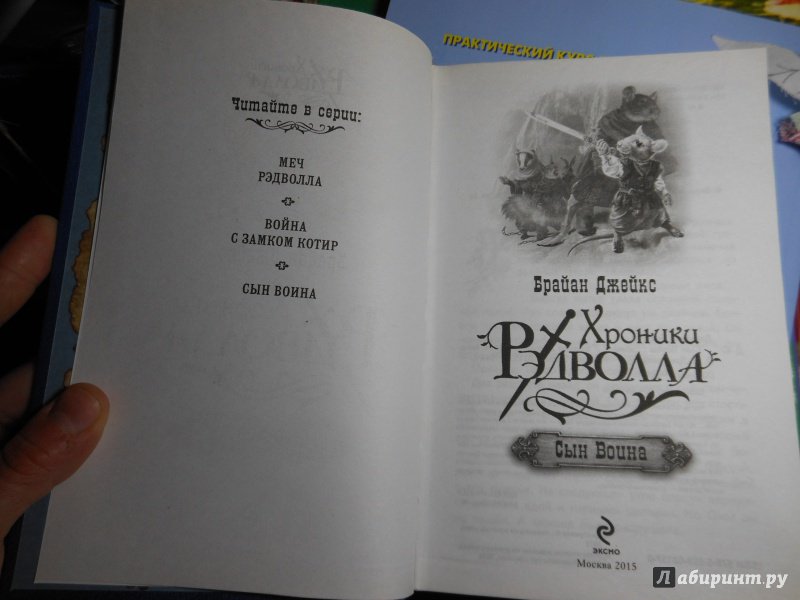 Читайте в серии:
МЕЧ
РЭДВОЛЛА
ВОЙНА
С ЗАМКОМ КОТИР
СЫН ВОИНА
ПРАКТИЧЕСКИЙ
Брайан Джейкс
Хроники
Рэдволла
Сын Воина
ЭКСМО
Москва 2015
Лабиринт.ру